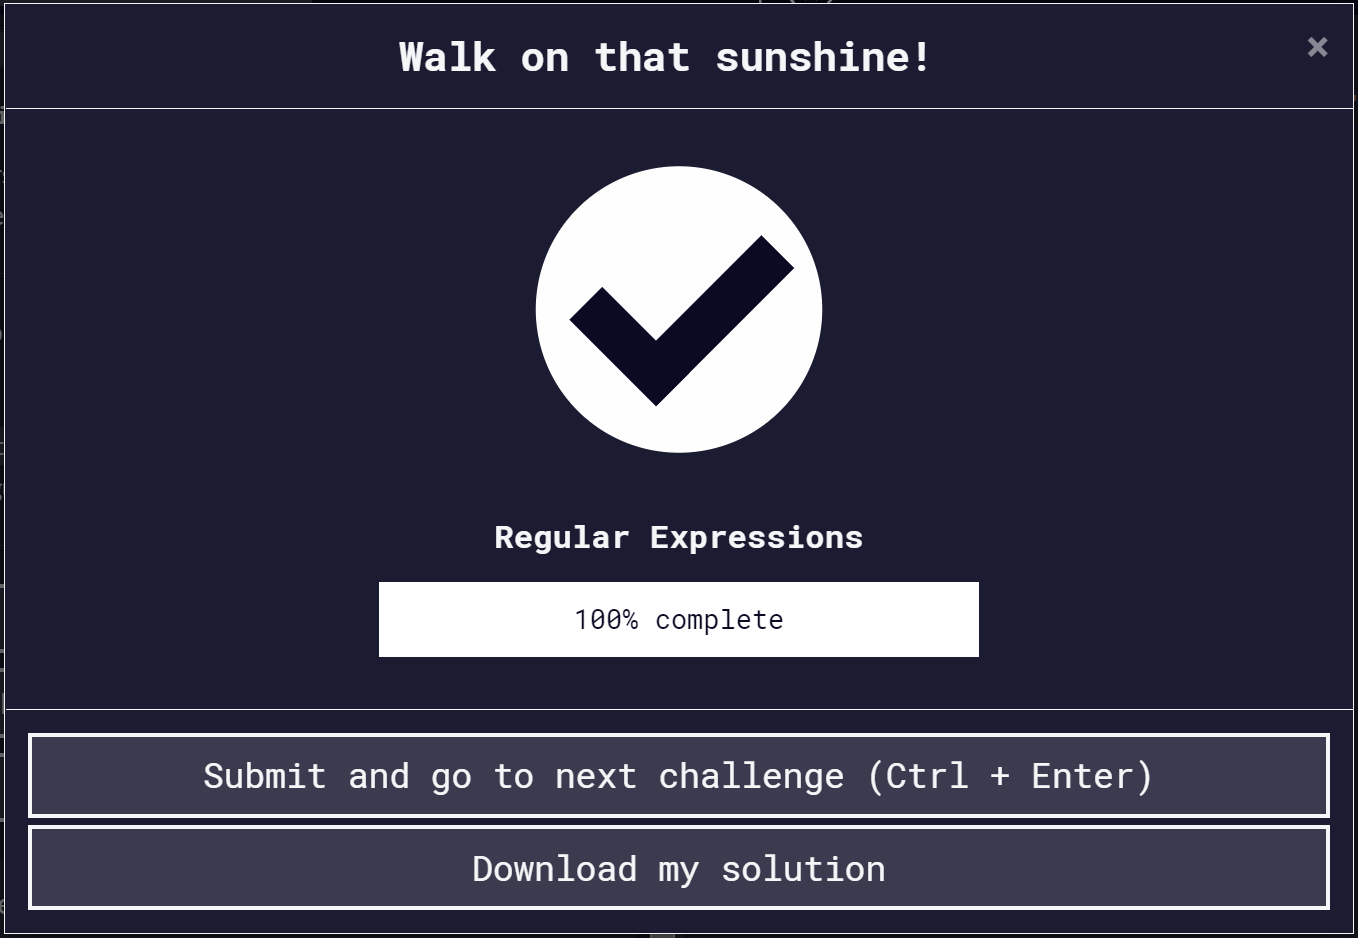 Walk on that sunshine!
Regular Expressions
100% complete
Submit and go to next challenge (Ctrl + Enter)
Download my solution